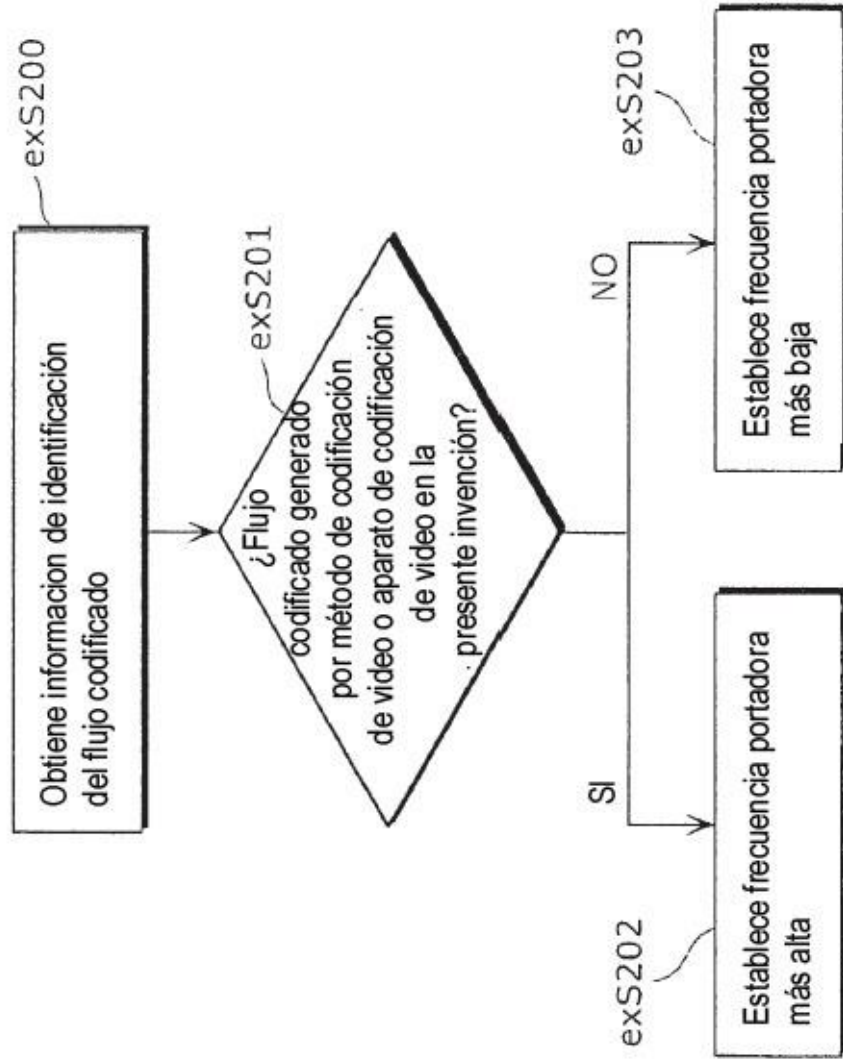 exS200
Obtiene informacion de identificación
del flujo codificado
exS201
¿Flujo
codificado generado
por método de codificación
de video o aparato de codificación
de video en la
presente invención?
SI
NO
exS202
Establece frecuencia portadora
más alta
exS203
Establece frecuencia portadora
más baja